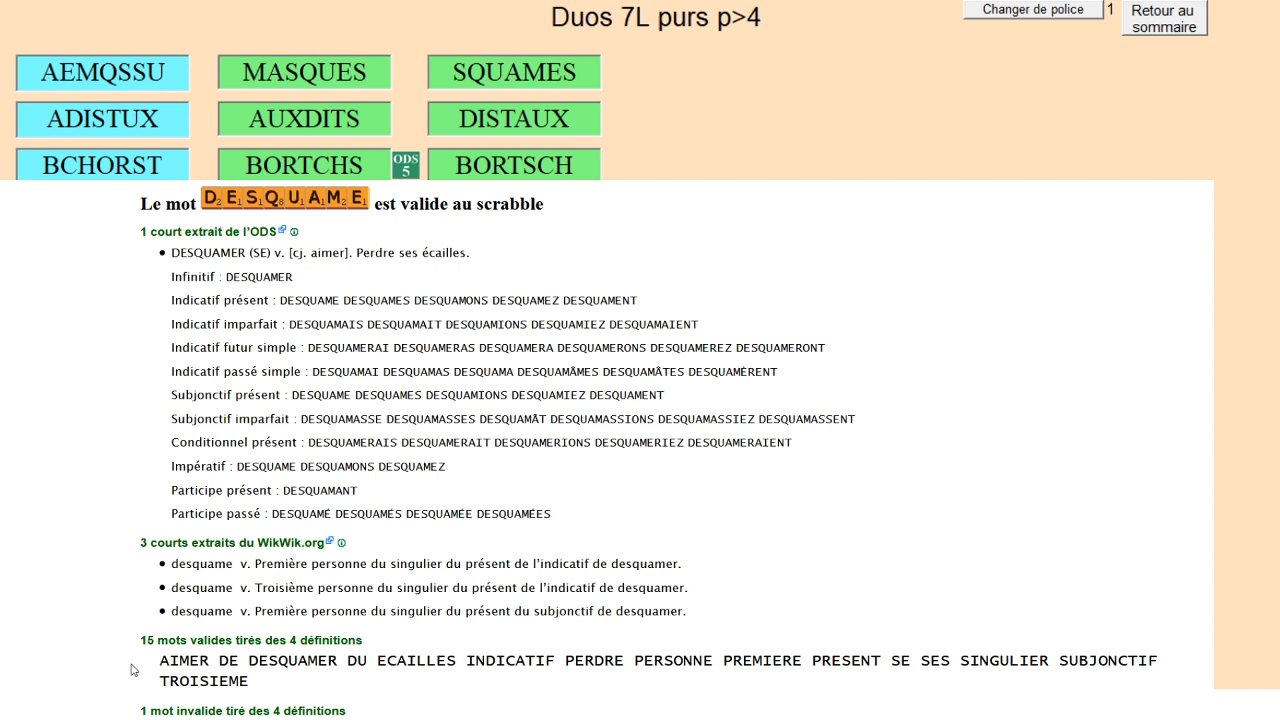 Duos 7L purs p>4
Changer de police 1 Retour au sommaire
AEMQSSU MASQUES SQUAMES
ADISTUX AUXDITS DISTAUX
BCHORST BORTCHS ODS 5 BORTSCH
Le mot D2 E1 S1 Q8 U1 A1 M2 E1 est valide au scrabble
1 court extrait de l'ODS
• DESQUAMER (SE) v. [cj. aimer]. Perdre ses écailles.
Infinitif : DESQUAMER
Indicatif présent : DESQUAME DESQUAMES DESQUAMONS DESQUAMEZ DESQUAMENT
Indicatif imparfait : DESQUAMAIS DESQUAMAIT DESQUAMIONS DESQUAMIEZ DESQUAMAIENT
Indicatif futur simple : DESQUAMERAI DESQUAMERAS DESQUAMERA DESQUAMERONS DESQUAMEREZ DESQUAMERONT
Indicatif passé simple : DESQUAMAI DESQUAMAS DESQUAMA DESQUAMÂMES DESQUAMÂTES DESQUAMÈRENT
Subjonctif présent : DESQUAME DESQUAMES DESQUAMIONS DESQUAMIEZ DESQUAMENT
Subjonctif imparfait : DESQUAMASSE DESQUAMASSES DESQUAMÂT DESQUAMASSIONS DESQUAMASSIEZ DESQUAMASSENT
Conditionnel présent : DESQUAMERAIS DESQUAMERAIT DESQUAMERIONS DESQUAMERIEZ DESQUAMERAIENT
Impératif : DESQUAME DESQUAMONS DESQUAMEZ
Participe présent : DESQUAMANT
Participe passé : DESQUAMÉ DESQUAMÉS DESQUAMÉE DESQUAMÉES
3 courts extraits du WikWik.org
• desquame v. Première personne du singulier du présent de l'indicatif de desquamer.
• desquame v. Troisième personne du singulier du présent de l'indicatif de desquamer.
• desquame v. Première personne du singulier du présent du subjonctif de desquamer.
15 mots valides tirés des 4 définitions
AIMER DE DESQUAMER DU ECAILLES INDICATIF PERDRE PERSONNE PREMIERE PRESENT SE SES SINGULIER SUBJONCTIF
TROISIEME
1 mot invalide tiré des 4 définitions